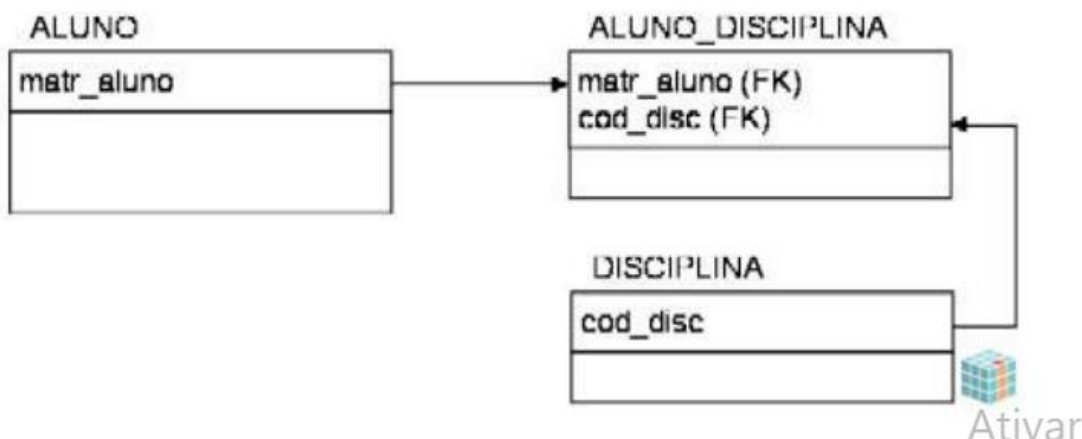 ALUNO
matr_aluno
ALUNO_DISCIPLINA
matr_aluno (FK)
cod_disc (FK)
DISCIPLINA
cod_disc
Ativar